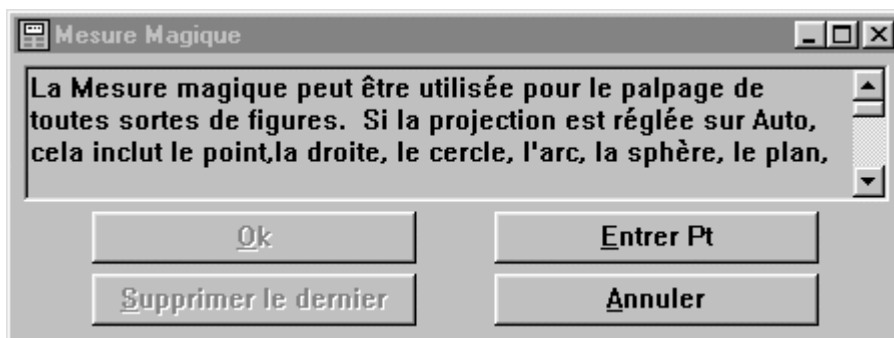 Mesure Magique
La Mesure magique peut être utilisée pour le palpage de
toutes sortes de figures.  Si la projection est réglée sur Auto,
cela inclut le point,la droite, le cercle, l'arc, la sphère, le plan,
Ok
Entrer Pt
Supprimer le dernier
Annuler